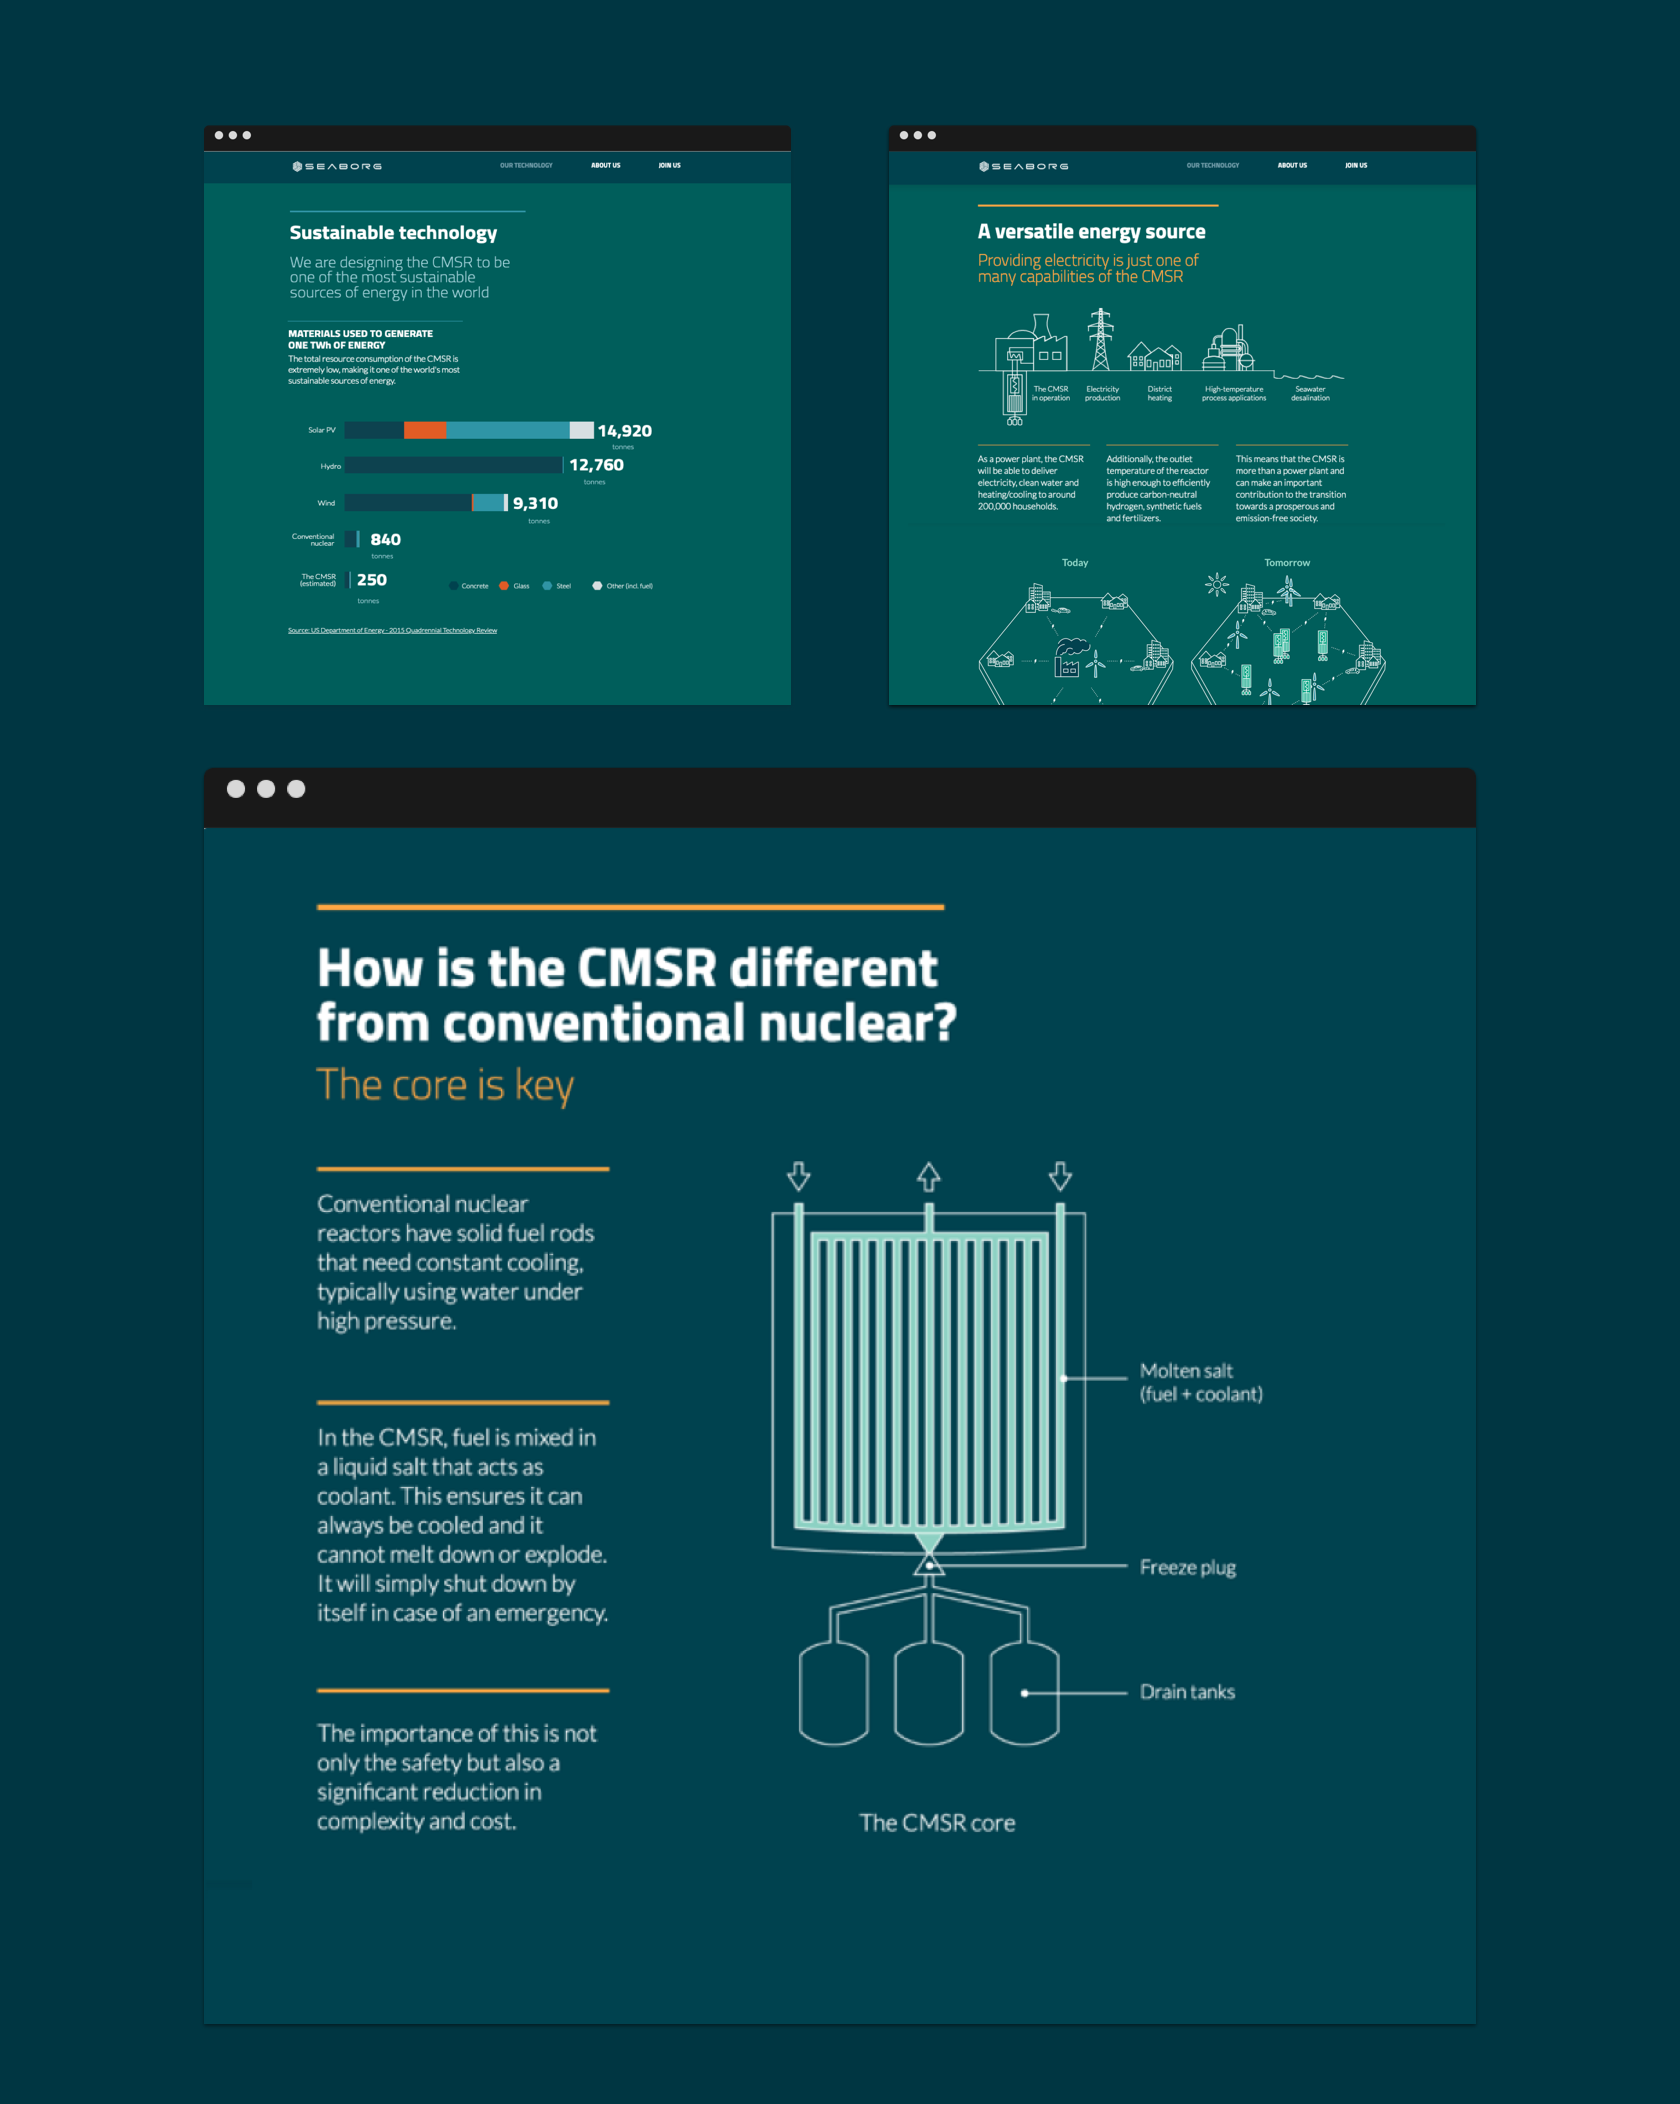 SEABORG
OUR TECHNOLOGY
ABOUT US
JOIN US
Sustainable technology
We are designing the CMSR to be
one of the most sustainable
sources of energy in the world
MATERIALS USED TO GENERATE
ONE TWh OF ENERGY
The total resource consumption of the CMSR is
extremely low, making it one of the world's most
sustainable sources of energy.
Solar PV
14,920
tonnes
Hydro
12,760
tonnes
Wind
9,310
tonnes
Conventional
nuclear
840
tonnes
The CMSR
(estimated)
250
tonnes
Concrete
Glass
Steel
Other (incl. fuel)
Source: US Department of Energy - 2015 Quadrennial Technology Review
SEABORG
OUR TECHNOLOGY
ABOUT US
JOIN US
A versatile energy source
Providing electricity is just one of
many capabilities of the CMSR
The CMSR
in operation
Electricity
production
District
heating
High-temperature
process applications
Seawater
desalination
As a power plant, the CMSR
will be able to deliver
electricity, clean water and
heating/cooling to around
200,000 households.
Additionally, the outlet
temperature of the reactor
is high enough to efficiently
produce carbon-neutral
hydrogen, synthetic fuels
and fertilizers.
This means that the CMSR is
more than a power plant and
can make an important
contribution to the transition
towards a prosperous and
emission-free society.
Today
Tomorrow
How is the CMSR different
from conventional nuclear?
The core is key
Conventional nuclear
reactors have solid fuel rods
that need constant cooling,
typically using water under
high pressure.
In the CMSR, fuel is mixed in
a liquid salt that acts as
coolant. This ensures it can
always be cooled and it
cannot melt down or explode.
It will simply shut down by
itself in case of an emergency.
The importance of this is not
only the safety but also a
significant reduction in
complexity and cost.
Molten salt
(fuel + coolant)
Freeze plug
Drain tanks
The CMSR core